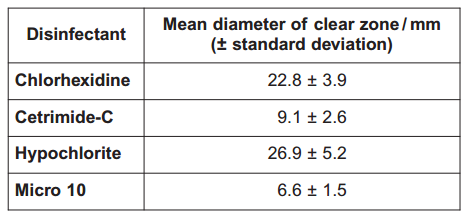 Disinfectant Mean diameter of clear zone / mm
(± standard deviation)
Chlorhexidine 22.8 ± 3.9
Cetrimide-C 9.1 ± 2.6
Hypochlorite 26.9 ± 5.2
Micro 10 6.6 ± 1.5